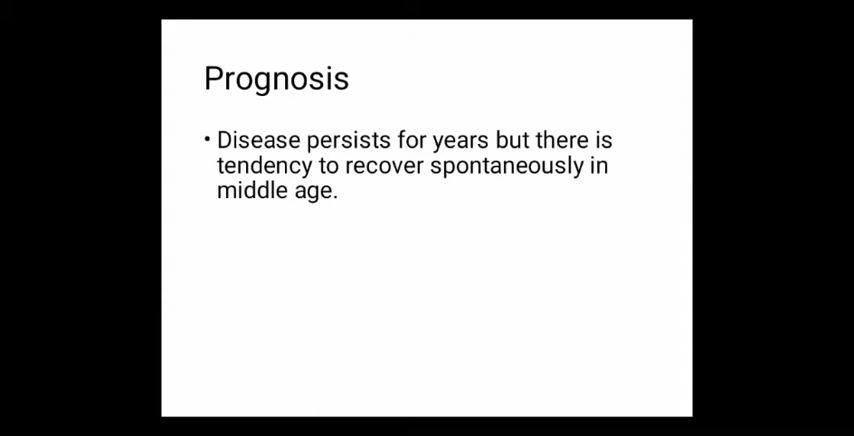 Prognosis
• Disease persists for years but there is
tendency to recover spontaneously in
middle age.